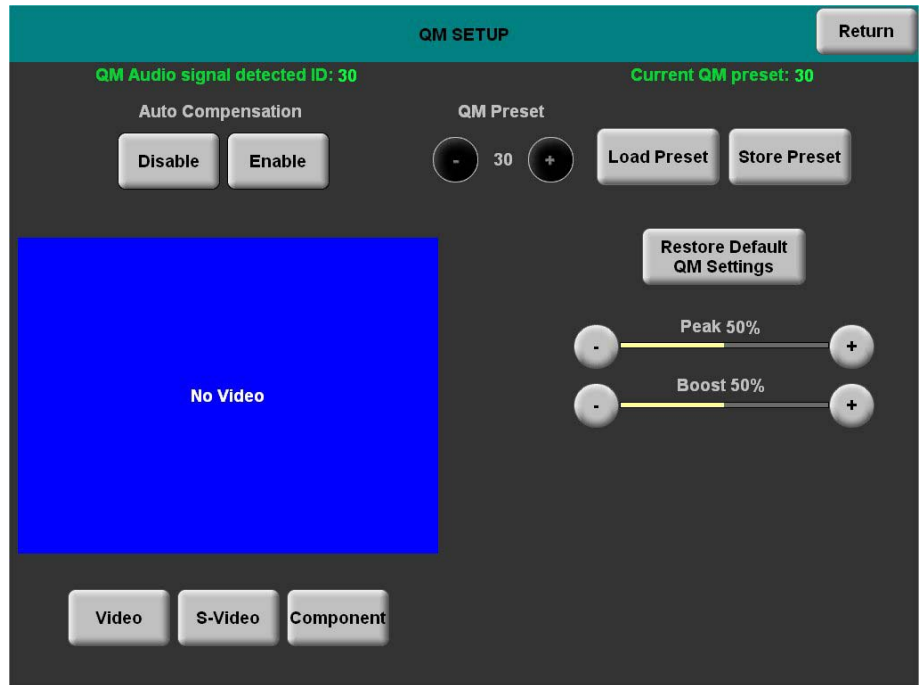 QM SETUP
Return
QM Audio signal detected ID: 30
Current QM preset: 30
Auto Compensation
QM Preset
Disable
Enable
-
30
+
Load Preset
Store Preset
Restore Default
QM Settings
Peak 50%
-
+
Boost 50%
-
+
No Video
Video
S-Video
Component